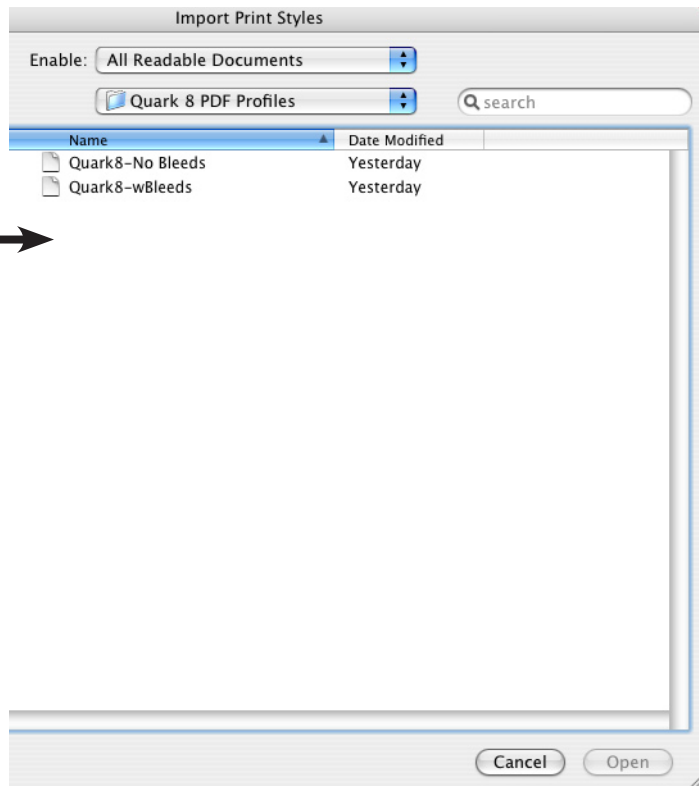 Import Print Styles
Enable: All Readable Documents
Quark 8 PDF Profiles search
Name Date Modified
Quark8-No Bleeds Yesterday
Quark8-wBleeds Yesterday
Cancel Open